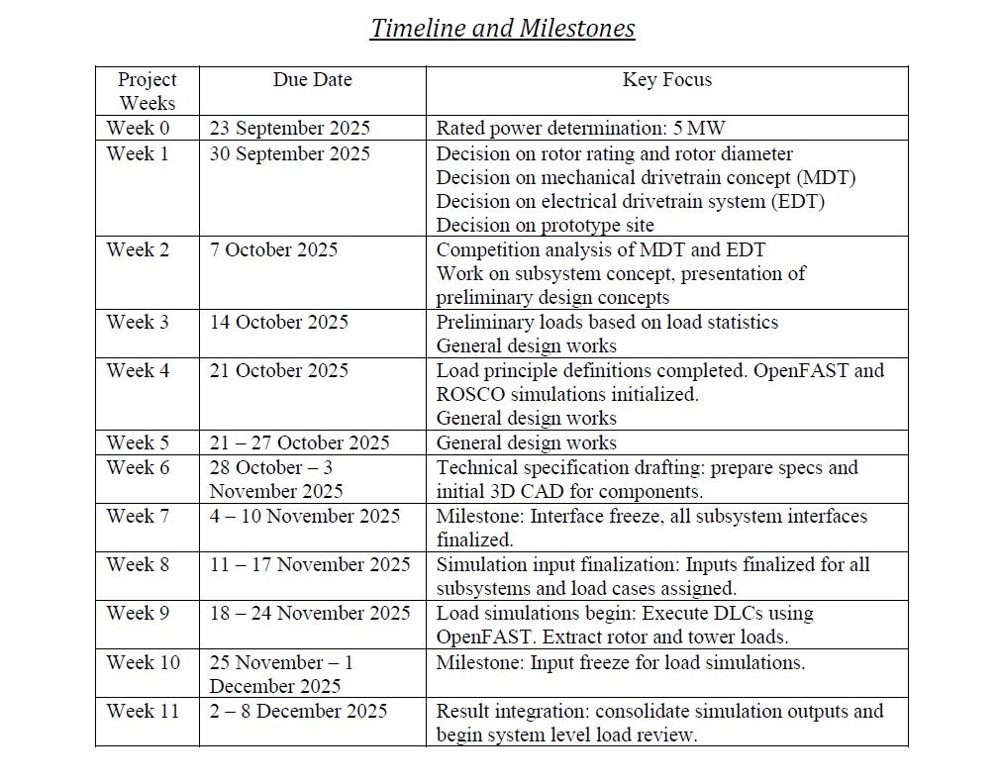 Timeline and Milestones
Project
Weeks
Due Date
Key Focus
Week 0
23 September 2025
Rated power determination: 5 MW
Week 1
30 September 2025
Decision on rotor rating and rotor diameter
Decision on mechanical drivetrain concept (MDT)
Decision on electrical drivetrain system (EDT)
Decision on prototype site
Week 2
7 October 2025
Competition analysis of MDT and EDT
Work on subsystem concept, presentation of
preliminary design concepts
Week 3
14 October 2025
Preliminary loads based on load statistics
General design works
Week 4
21 October 2025
Load principle definitions completed. OpenFAST and
ROSCO simulations initialized.
General design works
Week 5
21 – 27 October 2025
General design works
Week 6
28 October – 3
November 2025
Technical specification drafting: prepare specs and
initial 3D CAD for components.
Week 7
4 – 10 November 2025
Milestone: Interface freeze, all subsystem interfaces
finalized.
Week 8
11 – 17 November 2025
Simulation input finalization: Inputs finalized for all
subsystems and load cases assigned.
Week 9
18 – 24 November 2025
Load simulations begin: Execute DLCs using
OpenFAST. Extract rotor and tower loads.
Week 10
25 November – 1
December 2025
Milestone: Input freeze for load simulations.
Week 11
2 – 8 December 2025
Result integration: consolidate simulation outputs and
begin system level load review.